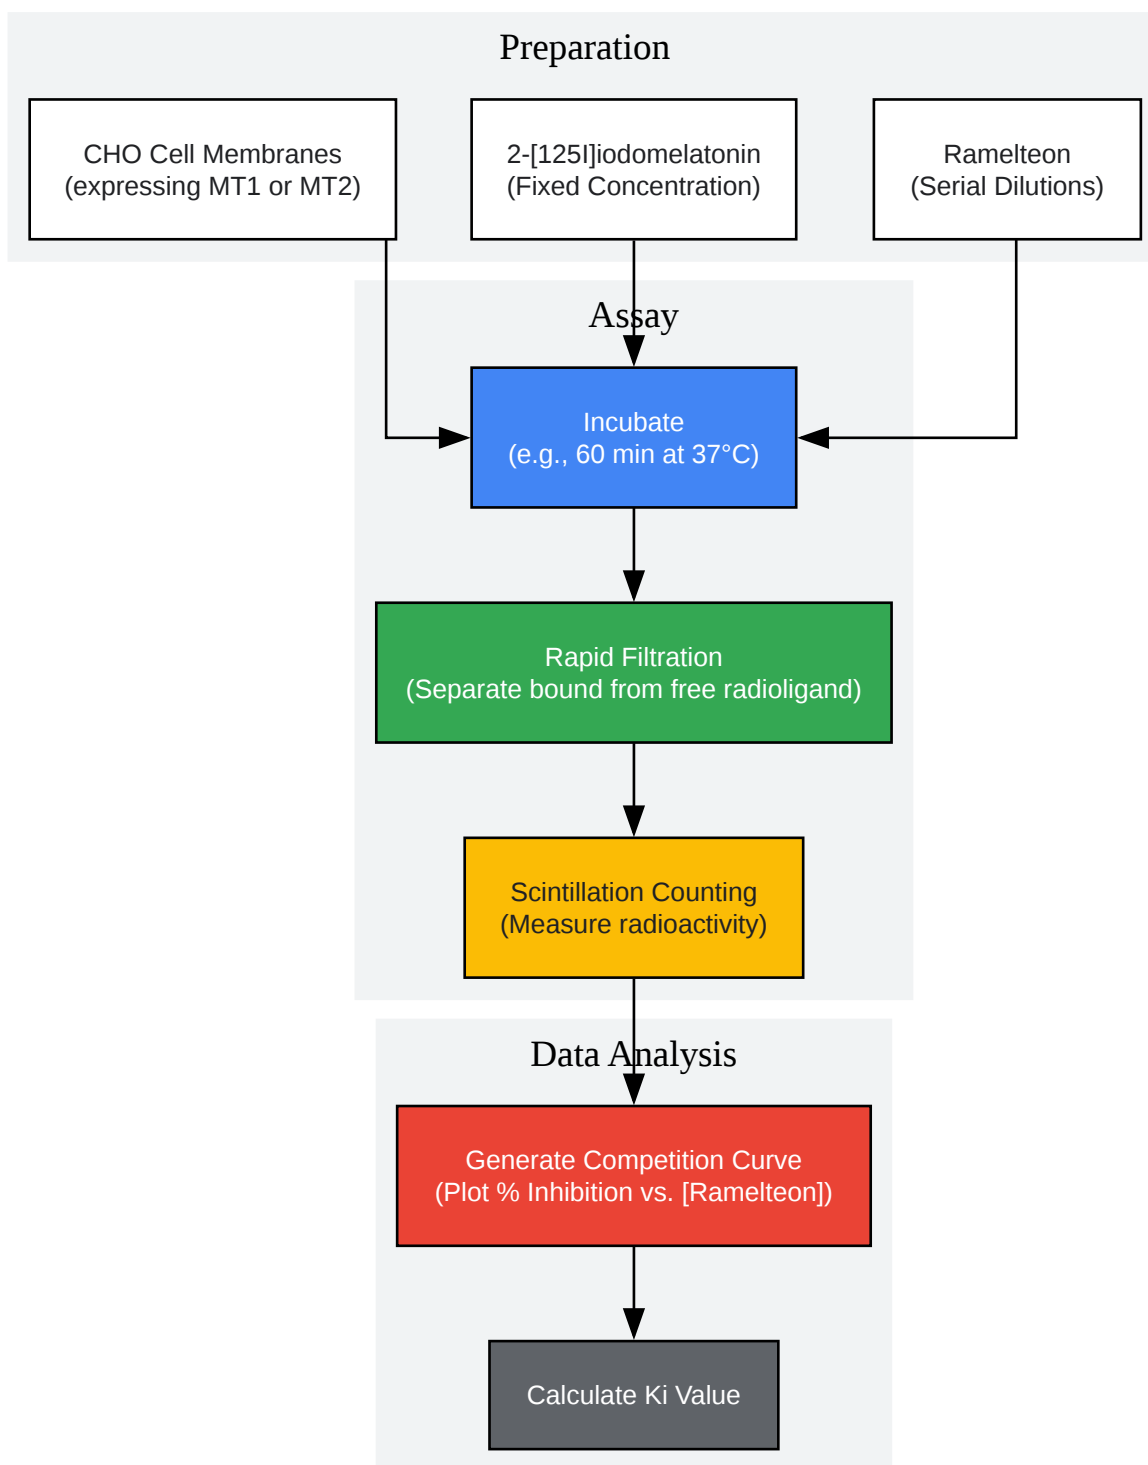 Preparation
CHO Cell Membranes
(expressing MT1 or MT2)
2-[125I]iodomelatonin
(Fixed Concentration)
Ramelteon
(Serial Dilutions)
Assay
Incubate
(e.g., 60 min at 37°C)
Rapid Filtration
(Separate bound from free radioligand)
Scintillation Counting
(Measure radioactivity)
Data Analysis
Generate Competition Curve
(Plot % Inhibition vs. [Ramelteon])
Calculate Ki Value